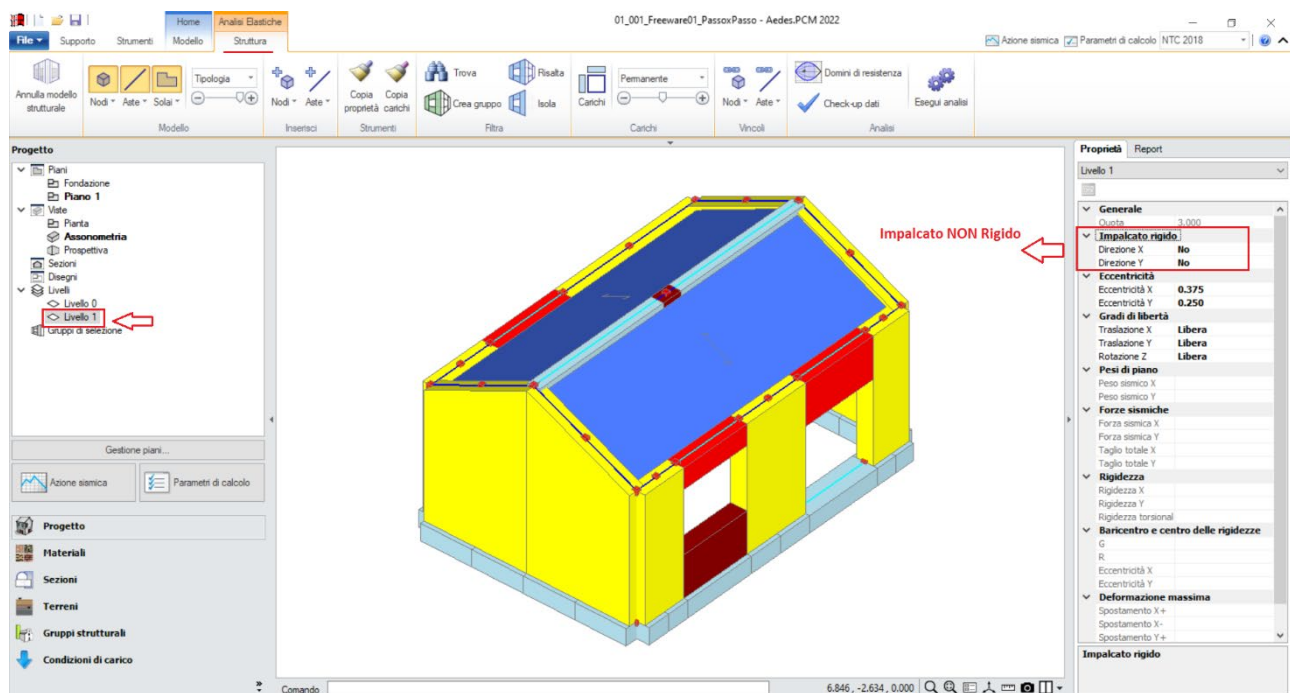 01_001_Freeware01_PassoxPasso - Aedes.PCM 2022
Home
Analisi Elastiche
File
Supporto
Strumenti
Modello
Struttura
Azione sismica
Parametri di calcolo
NTC 2018
Annulla modello
strutturale
Nodi
Aste
Solai
Tipologia
Modello
Nodi
Aste
Inserisci
Copia
proprietà
Copia
carichi
Strumenti
Trova
Risalta
Crea gruppo
Isola
Filtra
Carichi
Permanente
Carichi
Nodi
Aste
Vincoli
Domini di resistenza
Check-up dati
Esegui analisi
Analisi
Progetto
Piani
Fondazione
Piano 1
Viste
Pianta
Assonometria
Prospettiva
Sezioni
Disegni
Livelli
Livello 0
Livello 1
Gruppi di selezione
Gestione piani...
Azione sismica
Parametri di calcolo
Progetto
Materiali
Sezioni
Terreni
Gruppi strutturali
Condizioni di carico
Impalcato NON Rigido
Comando
6.846 , -2.634 , 0.000
Proprietà
Report
Livello 1
Generale
Quota 3.000
Impalcato rigido
Direzione X No
Direzione Y No
Eccentricità
Eccentricità X 0.375
Eccentricità Y 0.250
Gradi di libertà
Traslazione X Libera
Traslazione Y Libera
Rotazione Z Libera
Pesi di piano
Peso sismico X
Peso sismico Y
Forze sismiche
Forza sismica X
Forza sismica Y
Taglio totale X
Taglio totale Y
Rigidezza
Rigidezza X
Rigidezza Y
Rigidezza torsional
Baricentro e centro delle rigidezze
G
R
Eccentricità X
Eccentricità Y
Deformazione massima
Spostamento X+
Spostamento X-
Spostamento Y+
Impalcato rigido